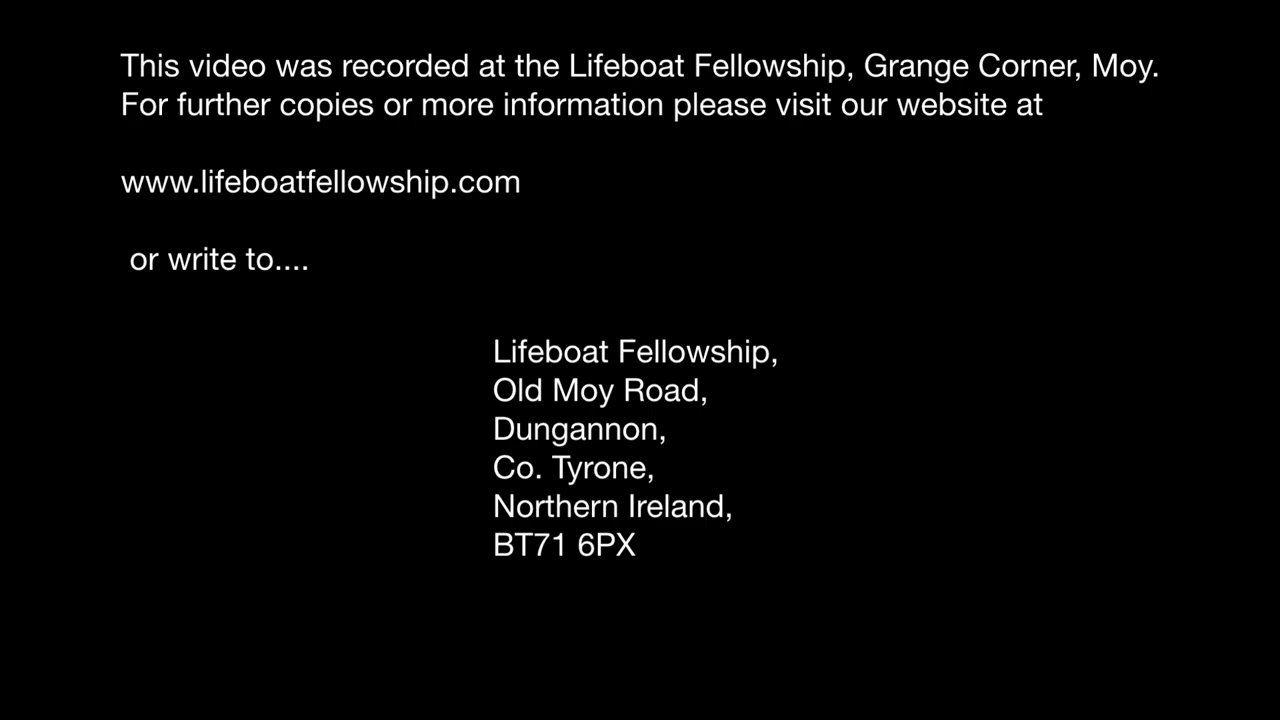 This video was recorded at the Lifeboat Fellowship, Grange Corner, Moy.
For further copies or more information please visit our website at
www.lifeboatfellowship.com
or write to....
Lifeboat Fellowship,
Old Moy Road,
Dungannon,
Co. Tyrone,
Northern Ireland,
BT71 6PX